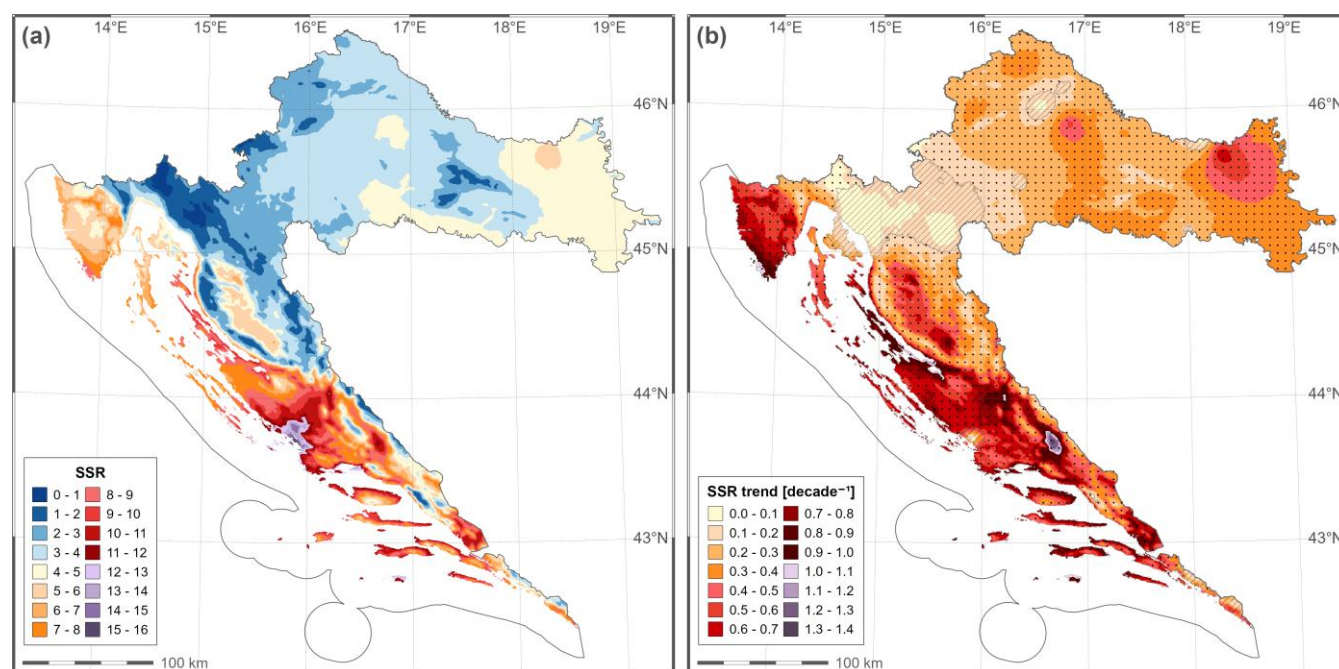 (a)
14°E 15°E 16°E 17°E 18°E 19°E
46°N
45°N
44°N
43°N
SSR
0 - 1 8 - 9
1 - 2 9 - 10
2 - 3 10 - 11
3 - 4 11 - 12
4 - 5 12 - 13
5 - 6 13 - 14
6 - 7 14 - 15
7 - 8 15 - 16
100 km
(b)
14°E 15°E 16°E 17°E 18°E 19°E
46°N
45°N
44°N
43°N
SSR trend [decade⁻¹]
0.0 - 0.1 0.7 - 0.8
0.1 - 0.2 0.8 - 0.9
0.2 - 0.3 0.9 - 1.0
0.3 - 0.4 1.0 - 1.1
0.4 - 0.5 1.1 - 1.2
0.5 - 0.6 1.2 - 1.3
0.6 - 0.7 1.3 - 1.4
100 km